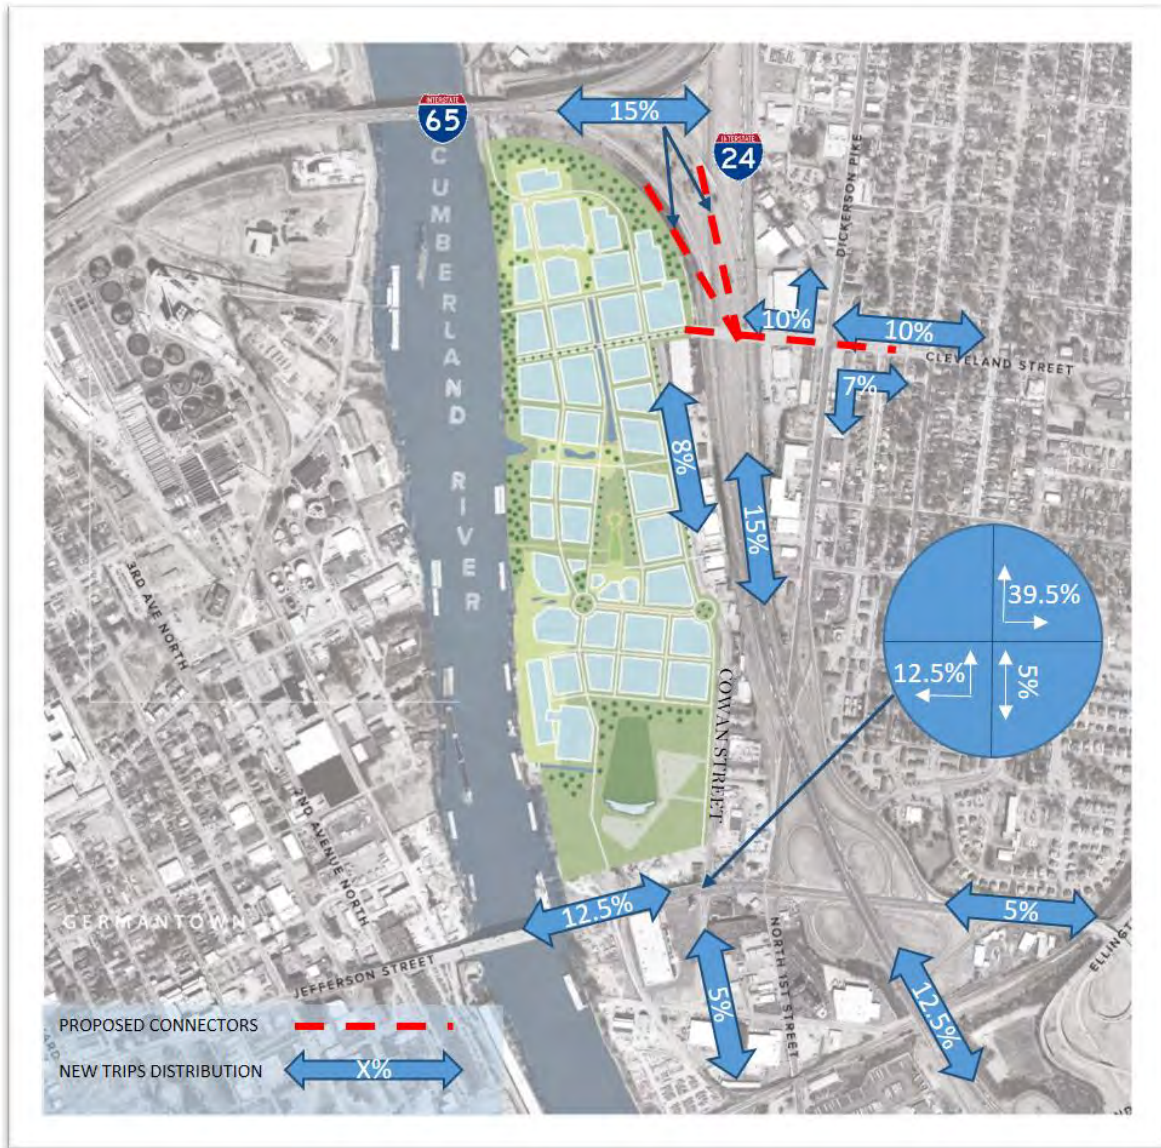 INTERSTATE
65
15%
INTERSTATE
24
CUMBERLAND RIVER
DICKERSON PIKE
10%
10%
CLEVELAND STREET
7%
8%
15%
39.5%
12.5%
5%
3RD AVE NORTH
COWAN STREET
2ND AVENUE NORTH
GERMANTOWN
12.5%
5%
JEFFERSON STREET
5%
NORTH 1ST STREET
12.5%
PROPOSED CONNECTORS
NEW TRIPS DISTRIBUTION
X%